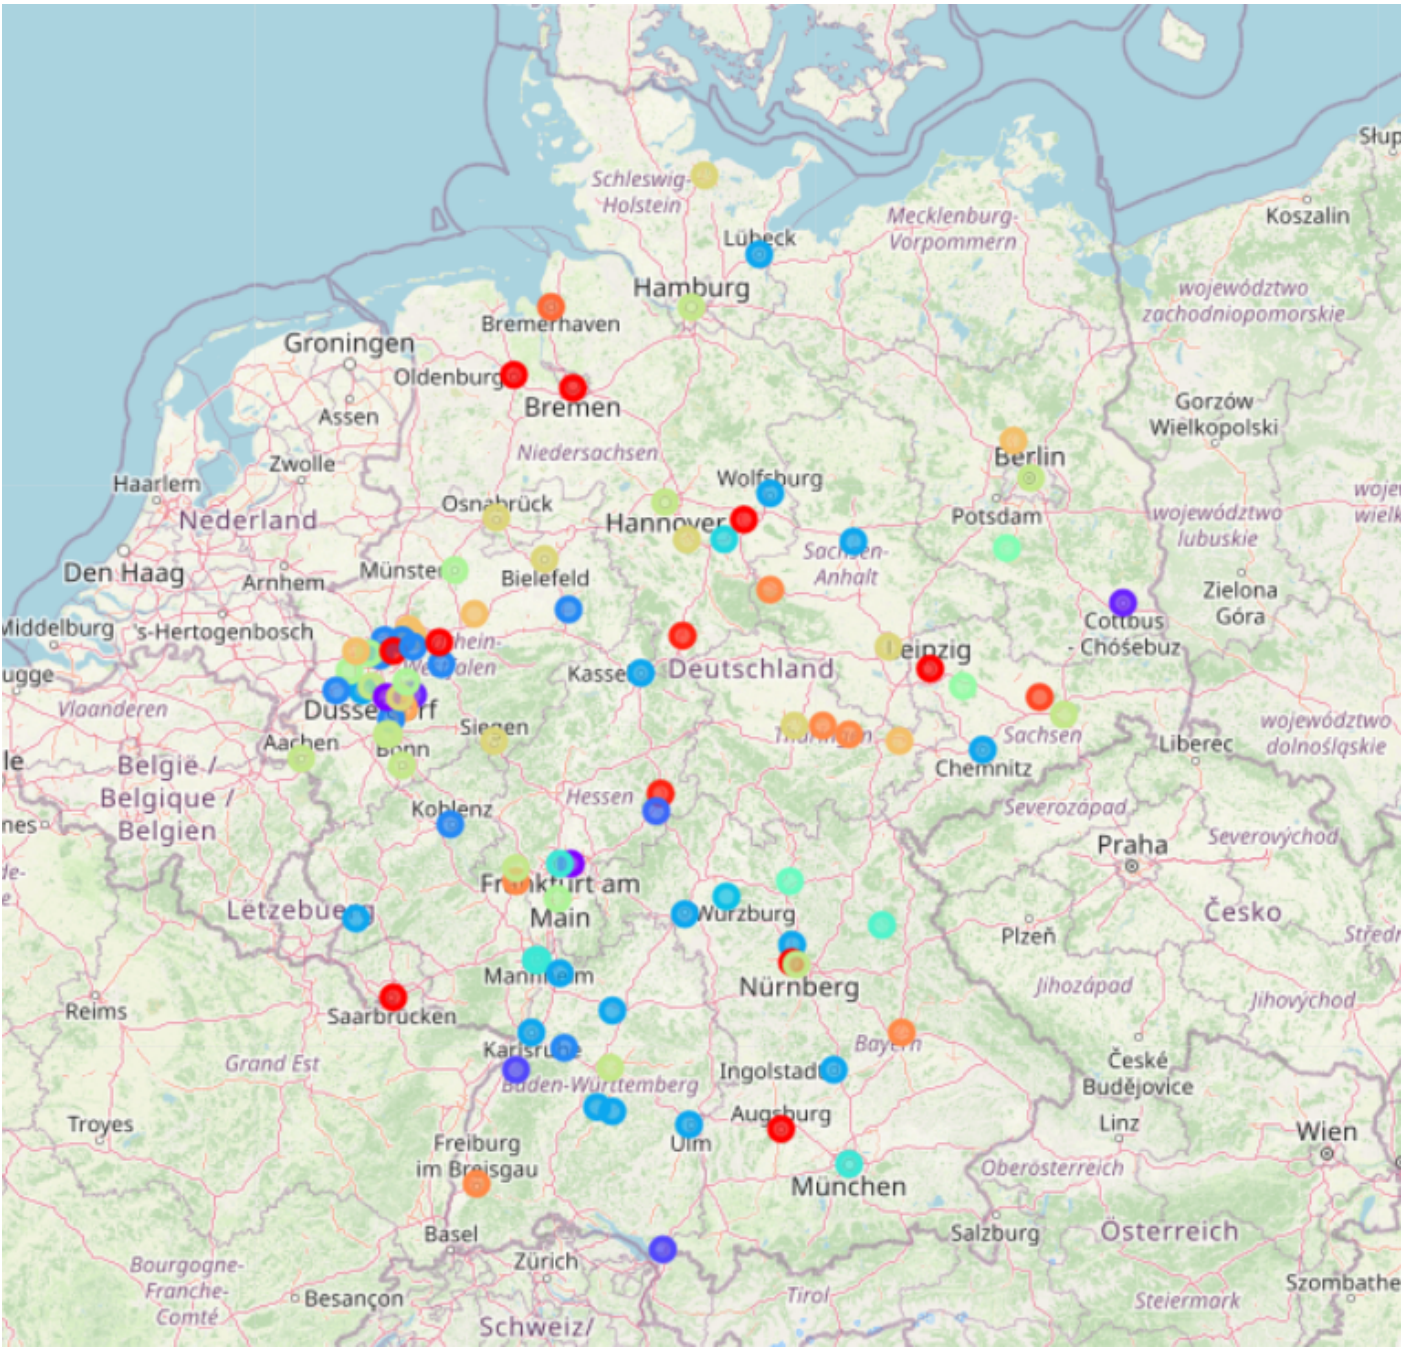 Słup
Koszalin
Schleswig-
Holstein
Mecklenburg-
Vorpommern
Lübeck
Hamburg
województwo
zachodniopomorskie
Bremerhaven
Groningen
Oldenburg
Assen
Bremen
Gorzów
Wielkopolski
Niedersachsen
Berlin
Zwolle
Haarlem
Wolfsburg
Osnabrück
Nederland
Hannover
Potsdam
województwo
lubuskie
Sachsen-
Anhalt
Den Haag
Arnhem
Münster
Bielefeld
Zielona
Góra
Middelburg
's-Hertogenbosch
Cottbus
- Chóśebuz
Leipzig
Kassel
Deutschland
Vlaanderen
Düsseldorf
Siegen
Aachen
Bonn
Thüringen
Sachsen
Liberec
województwo
dolnośląskie
België /
Belgique /
Belgien
Chemnitz
Hessen
Koblenz
Severozápad
Severovýchod
Praha
Frankfurt am
Main
Lëtzebuerg
Würzburg
Česko
Plzeň
Mannheim
Nürnberg
Jihozápad
Jihovýchod
Reims
Saarbrücken
Grand Est
Karlsruhe
Bayern
Baden-Württemberg
Ingolstadt
České
Budějovice
Troyes
Augsburg
Linz
Wien
Freiburg
im Breisgau
Ulm
München
Oberösterreich
Basel
Zürich
Salzburg
Österreich
Bourgogne-
Franche-
Comté
Besançon
Tirol
Steiermark
Szombathe
Schweiz/